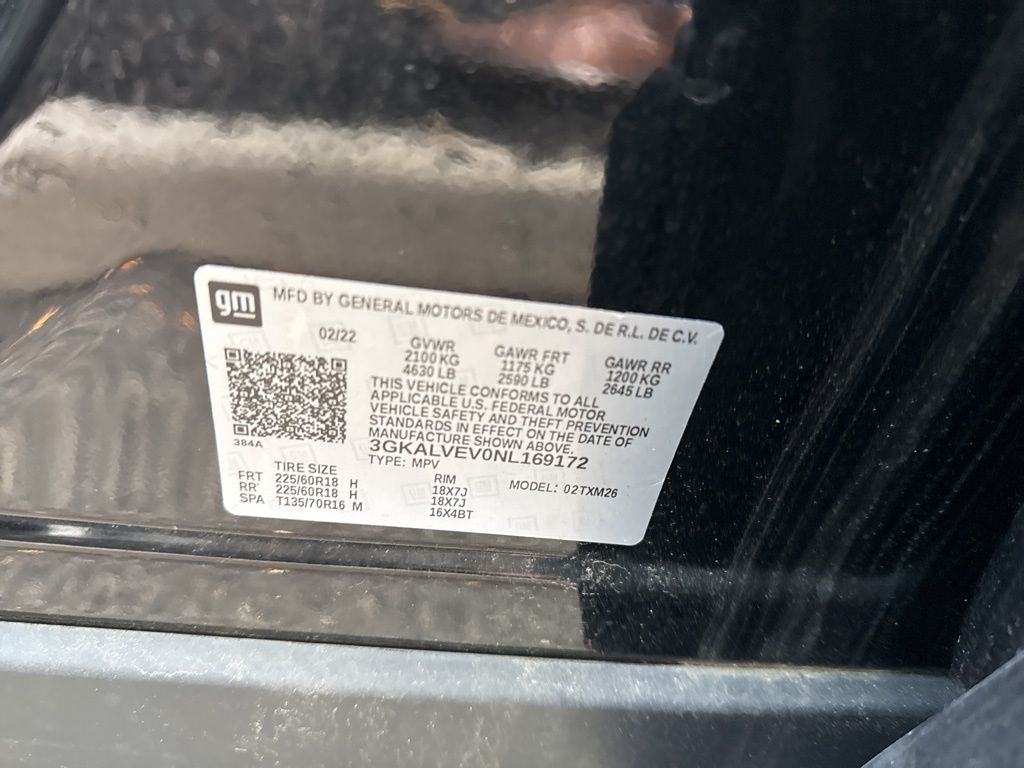 gm MFD BY GENERAL MOTORS DE MEXICO, S. DE R.L. DE C.V.
02/22
GVWR GAWR FRT GAWR RR
2100 KG 1175 KG 1200 KG
4630 LB 2590 LB 2645 LB
THIS VEHICLE CONFORMS TO ALL
APPLICABLE U.S. FEDERAL MOTOR
VEHICLE SAFETY AND THEFT PREVENTION
STANDARDS IN EFFECT ON THE DATE OF
MANUFACTURE SHOWN ABOVE.
384A
3GKALVEV0NL169172
TYPE: MPV
MODEL: 02TXM26
TIRE SIZE RIM
FRT 225/60R18 H 18X7J
RR 225/60R18 H 18X7J
SPA T135/70R16 M 16X4BT